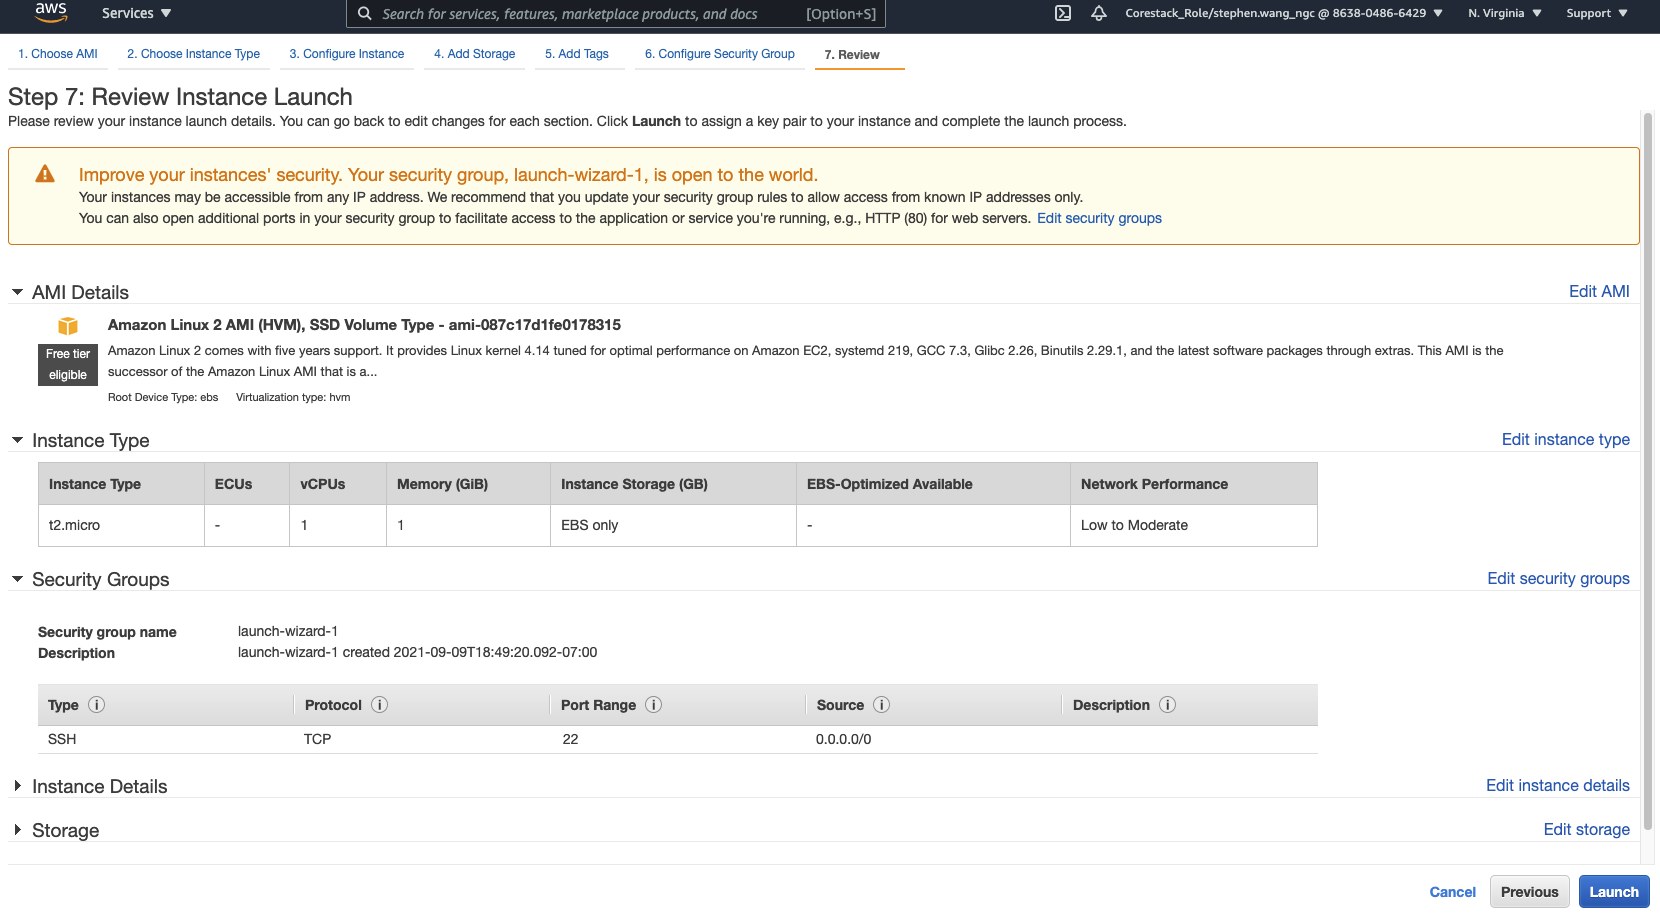 aws Services Search for services, features, marketplace products, and docs [Option+S] Corestack_Role/stephen.wang_ngc @ 8638-0486-6429 N. Virginia Support
1. Choose AMI 2. Choose Instance Type 3. Configure Instance 4. Add Storage 5. Add Tags 6. Configure Security Group 7. Review
Step 7: Review Instance Launch
Please review your instance launch details. You can go back to edit changes for each section. Click Launch to assign a key pair to your instance and complete the launch process.
Improve your instances' security. Your security group, launch-wizard-1, is open to the world.
Your instances may be accessible from any IP address. We recommend that you update your security group rules to allow access from known IP addresses only.
You can also open additional ports in your security group to facilitate access to the application or service you're running, e.g., HTTP (80) for web servers. Edit security groups
AMI Details Edit AMI
Amazon Linux 2 AMI (HVM), SSD Volume Type - ami-087c17d1fe0178315
Free tier eligible
Amazon Linux 2 comes with five years support. It provides Linux kernel 4.14 tuned for optimal performance on Amazon EC2, systemd 219, GCC 7.3, Glibc 2.26, Binutils 2.29.1, and the latest software packages through extras. This AMI is the
successor of the Amazon Linux AMI that is a...
Root Device Type: ebs Virtualization type: hvm
Instance Type Edit instance type
Instance Type ECUs vCPUs Memory (GiB) Instance Storage (GB) EBS-Optimized Available Network Performance
t2.micro - 1 1 EBS only - Low to Moderate
Security Groups Edit security groups
Security group name launch-wizard-1
Description launch-wizard-1 created 2021-09-09T18:49:20.092-07:00
Type Protocol Port Range Source Description
SSH TCP 22 0.0.0.0/0
Instance Details Edit instance details
Storage Edit storage
Cancel Previous Launch